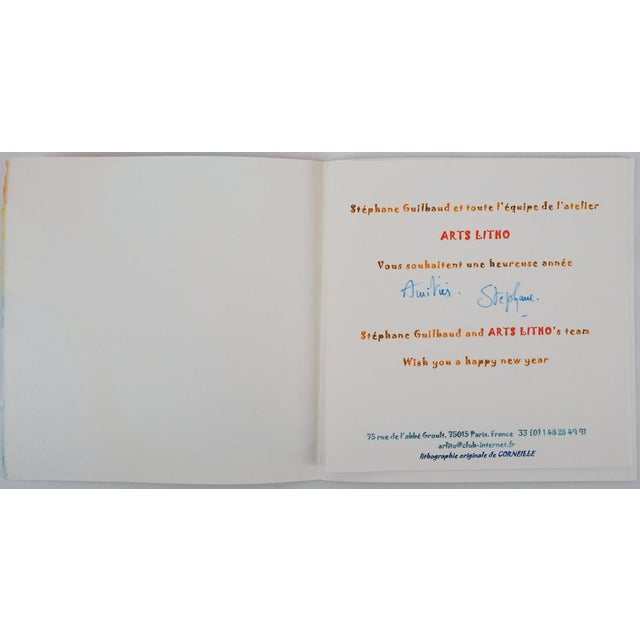 Stéphane Guilbaud et toute l'équipe de l'atelier
ARTS LITHO
Vous souhaitent une heureuse année
Amitiés. Stéphane.
Stéphane Guilbaud and ARTS LITHO's team
Wish you a happy new year
75 rue de l'abbé Groult, 75015 Paris, France 33 (0) 1 48 28 49 91
arlito@club-internet.fr
lithographie originale de CORNEILLE